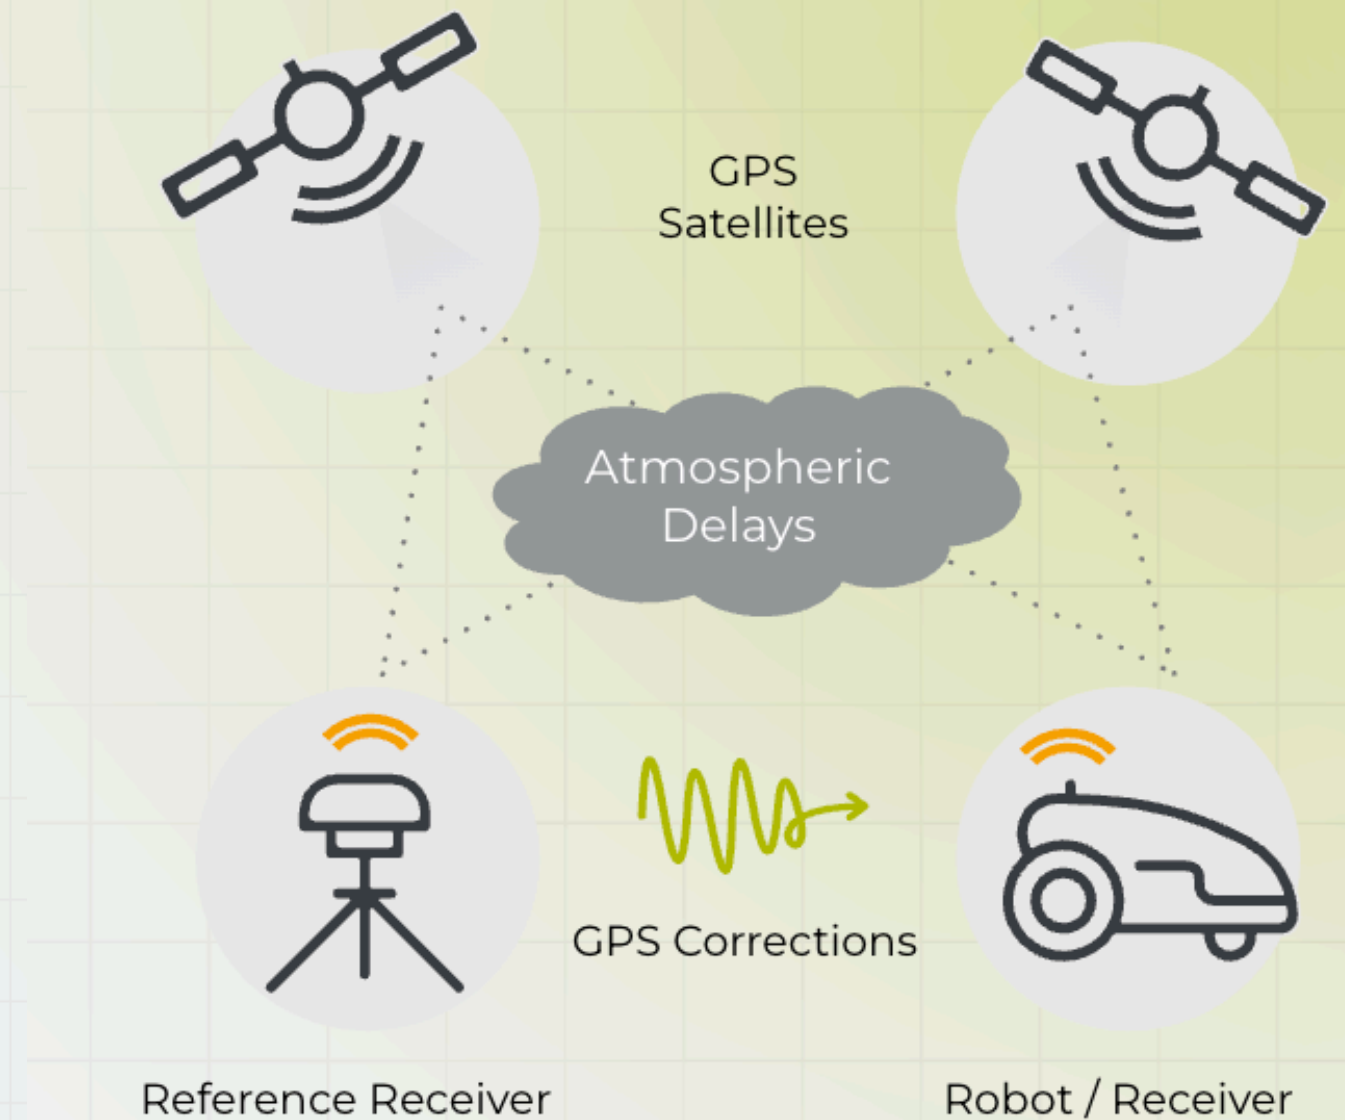 GPS
Satellites
Atmospheric
Delays
GPS Corrections
Reference Receiver
Robot / Receiver